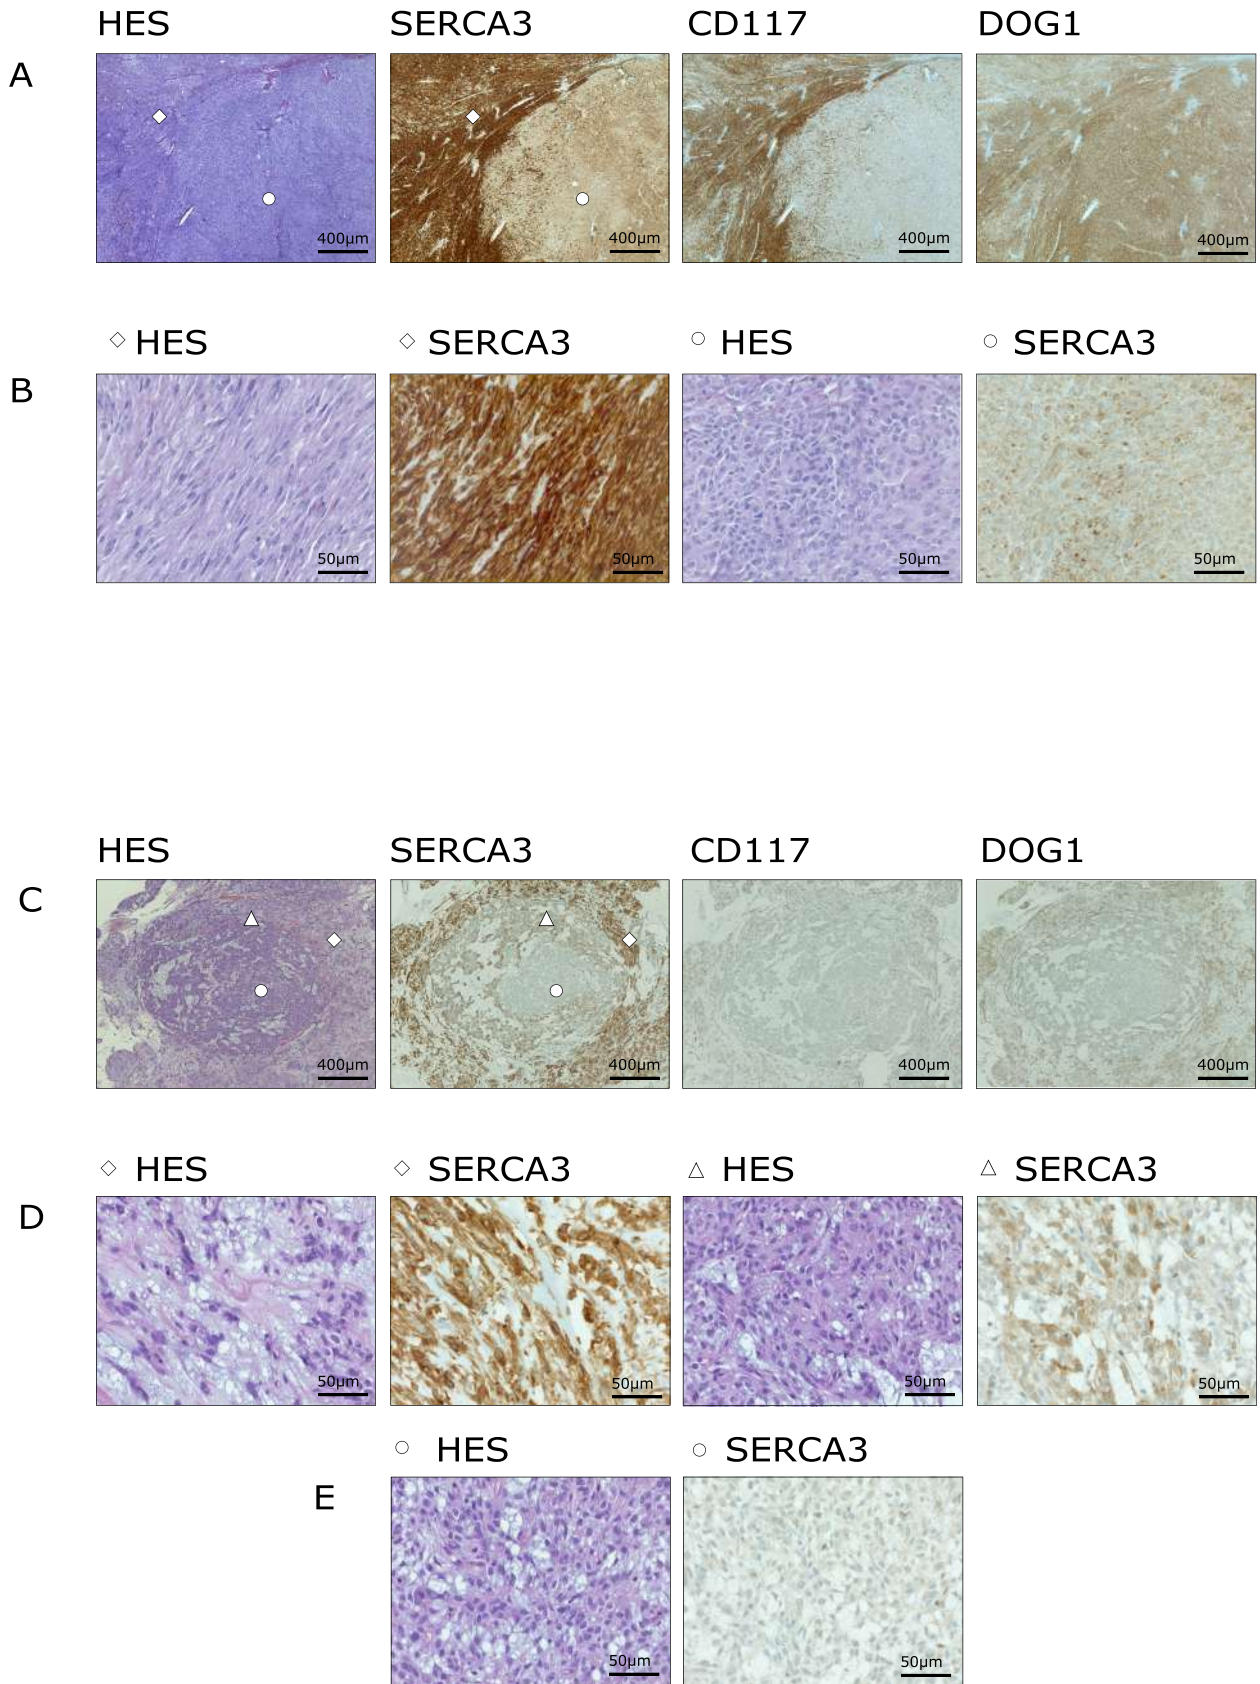 HES SERCA3 CD117 DOG1
A
400µm 400µm 400µm 400µm
◇ HES ◇ SERCA3 ○ HES ○ SERCA3
B
50µm 50µm 50µm 50µm
HES SERCA3 CD117 DOG1
C
400µm 400µm 400µm 400µm
◇ HES ◇ SERCA3 △ HES △ SERCA3
D
50µm 50µm 50µm 50µm
○ HES ○ SERCA3
E
50µm 50µm